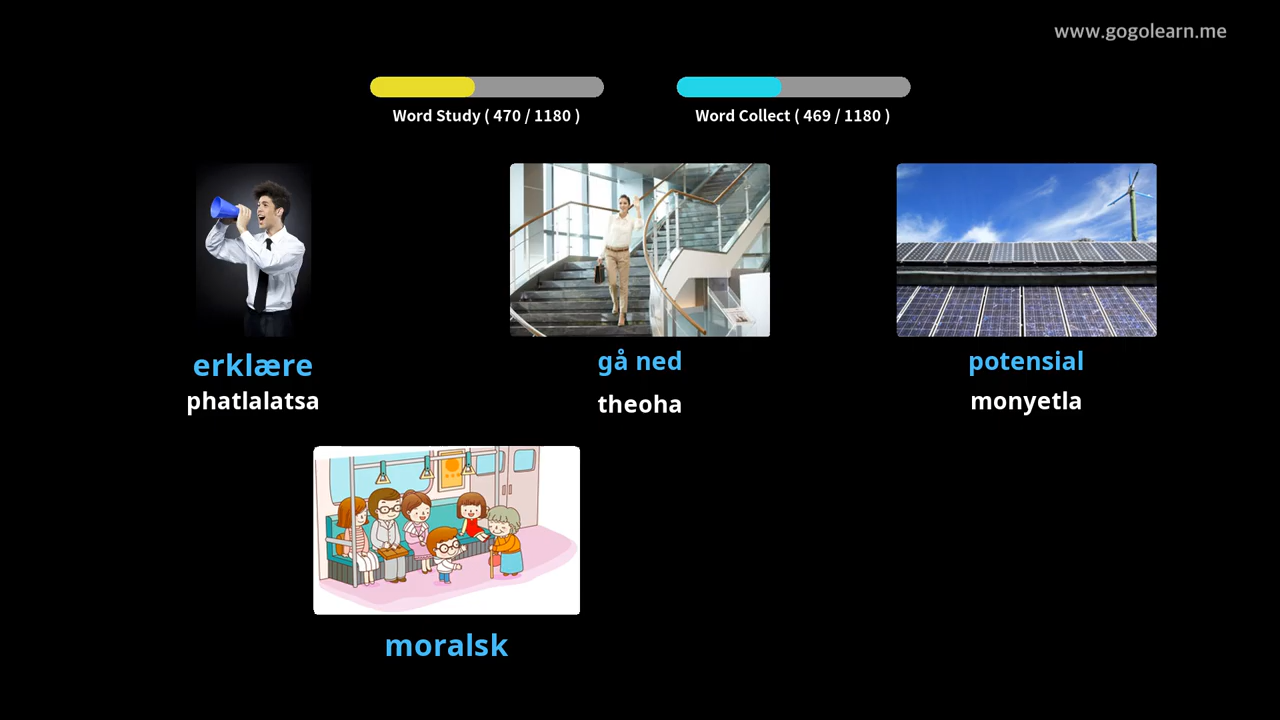 www.gogolearn.me
Word Study ( 470 / 1180 )
Word Collect ( 469 / 1180 )
erklære
phatlalatsa
gå ned
theoha
potensial
monyetla
moralsk